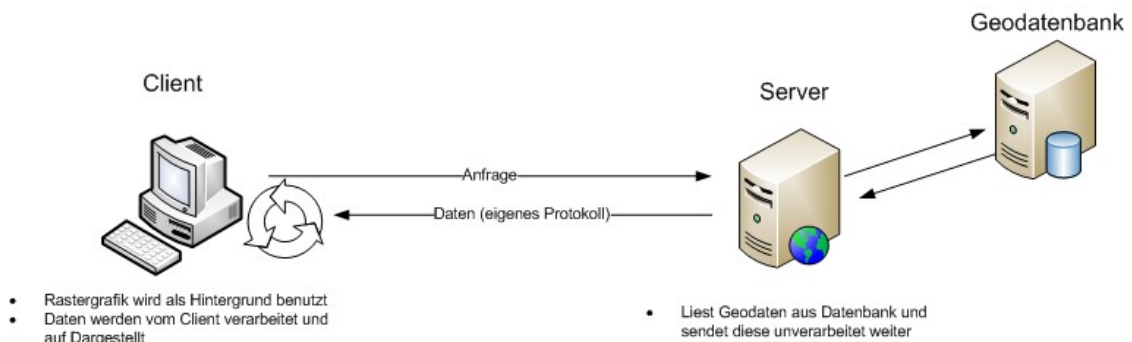 Geodatenbank
Client
Server
Anfrage
Daten (eigenes Protokoll)
• Rastergrafik wird als Hintergrund benutzt
• Daten werden vom Client verarbeitet und
auf Dargestellt
• Liest Geodaten aus Datenbank und
sendet diese unverarbeitet weiter